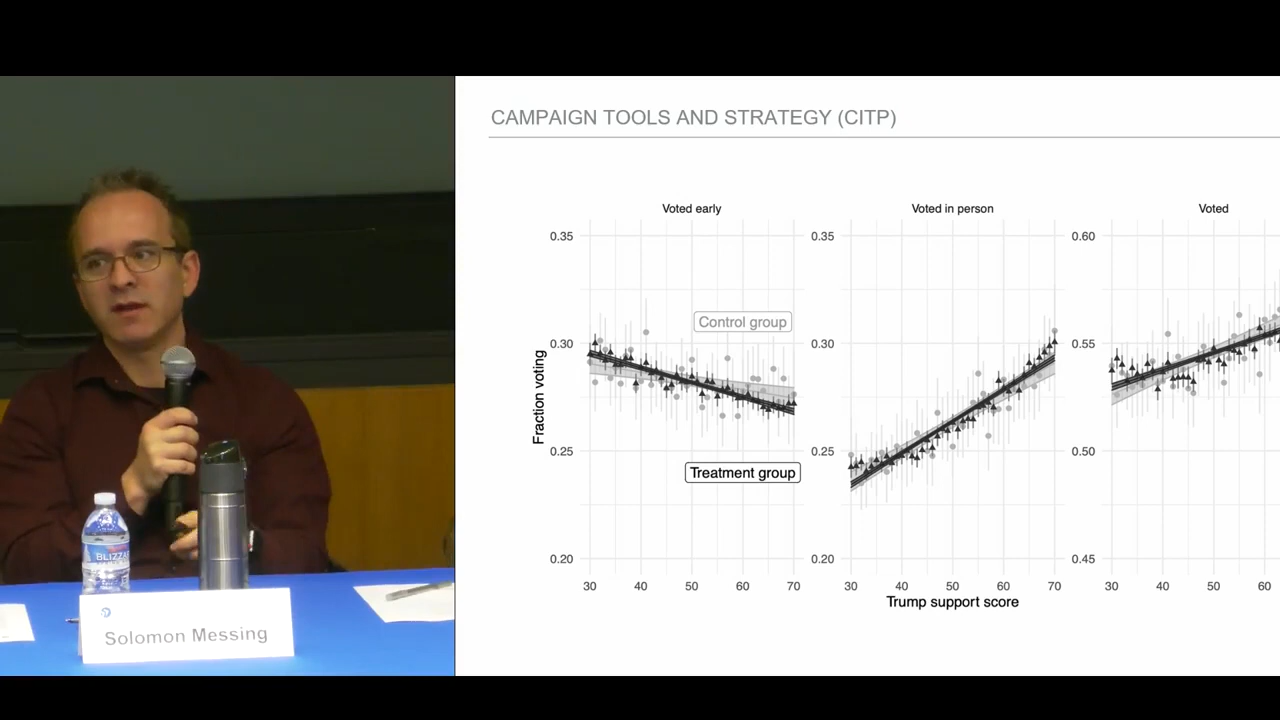 CAMPAIGN TOOLS AND STRATEGY (CITP)
Voted early
Voted in person
Voted
0.35
0.30
0.25
0.20
0.35
0.30
0.25
0.20
0.60
0.55
0.50
0.45
Fraction voting
Control group
Treatment group
30 40 50 60 70
30 40 50 60 70
30 40 50 60
Trump support score
Solomon Messing